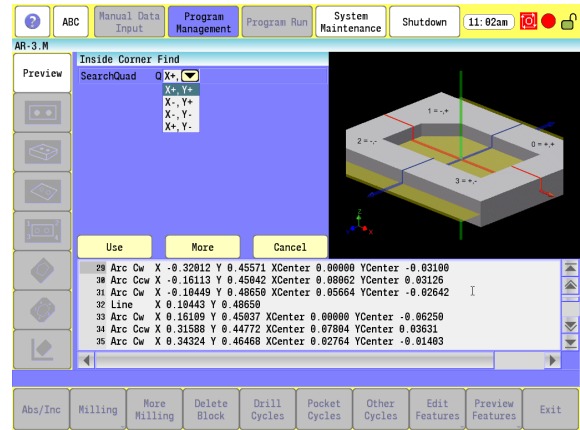 ?
ABC
Manual Data
Input
Program
Management
Program Run
System
Maintenance
Shutdown
11:02am
AR-3.M
Preview
Inside Corner Find
SearchQuad Q X+,
X+,Y+
X-,Y+
X-,Y-
X+,Y-
1 = -,+
2 = -,-
0 = +,+
3 = +,-
Z
Use
More
Cancel
29 Arc Cw X -0.32012 Y 0.45571 XCenter 0.00000 YCenter -0.03100
30 Arc Ccw X -0.16113 Y 0.45042 XCenter 0.08062 YCenter 0.03126
31 Arc Cw X -0.10449 Y 0.48650 XCenter 0.05664 YCenter -0.02642
32 Line X 0.10443 Y 0.48650
33 Arc Cw X 0.16109 Y 0.45037 XCenter 0.00000 YCenter -0.06250
34 Arc Ccw X 0.31588 Y 0.44772 XCenter 0.07804 YCenter 0.03631
35 Arc Cw X 0.34324 Y 0.46468 XCenter 0.02764 YCenter -0.01403
Abs/Inc
Milling
More
Milling
Delete
Block
Drill
Cycles
Pocket
Cycles
Other
Cycles
Edit
Features
Preview
Features
Exit